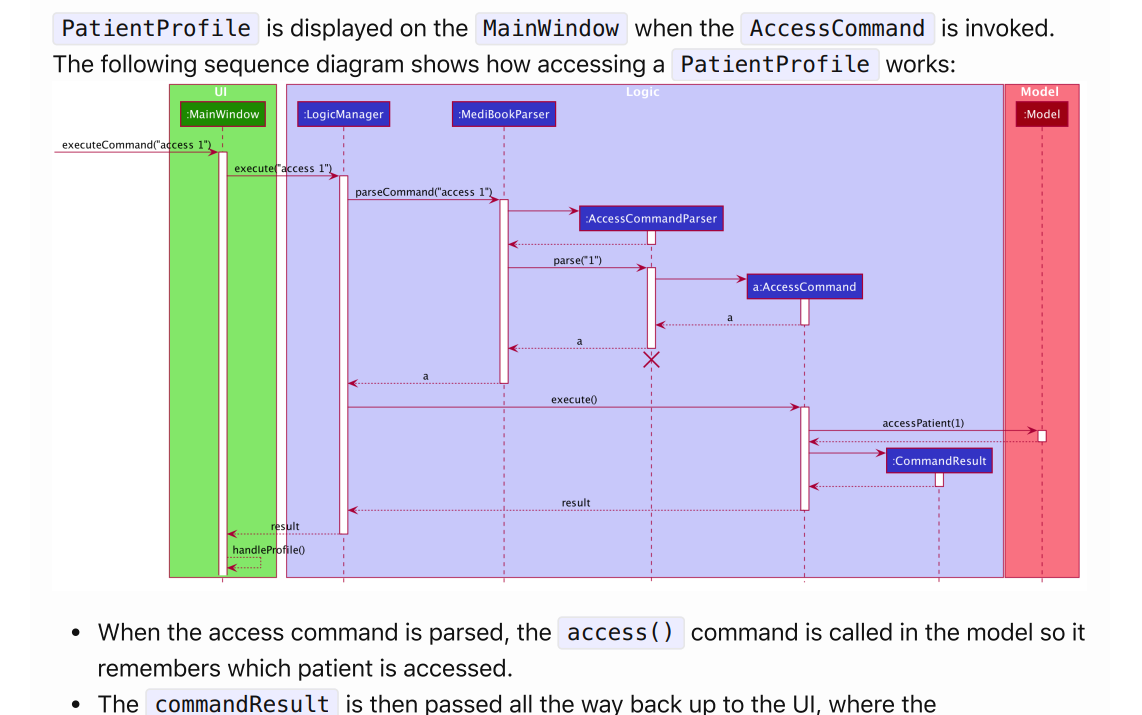 PatientProfile is displayed on the MainWindow when the AccessCommand is invoked.
The following sequence diagram shows how accessing a PatientProfile works:
UI
Logic
Model
:MainWindow
:LogicManager
:MediBookParser
:Model
executeCommand("access 1")
execute("access 1")
parseCommand("access 1")
:AccessCommandParser
parse("1")
a:AccessCommand
a
a
a
execute()
accessPatient(1)
:CommandResult
result
result
handleProfile()
• When the access command is parsed, the access() command is called in the model so it
remembers which patient is accessed.
• The commandResult is then passed all the way back up to the UI, where the